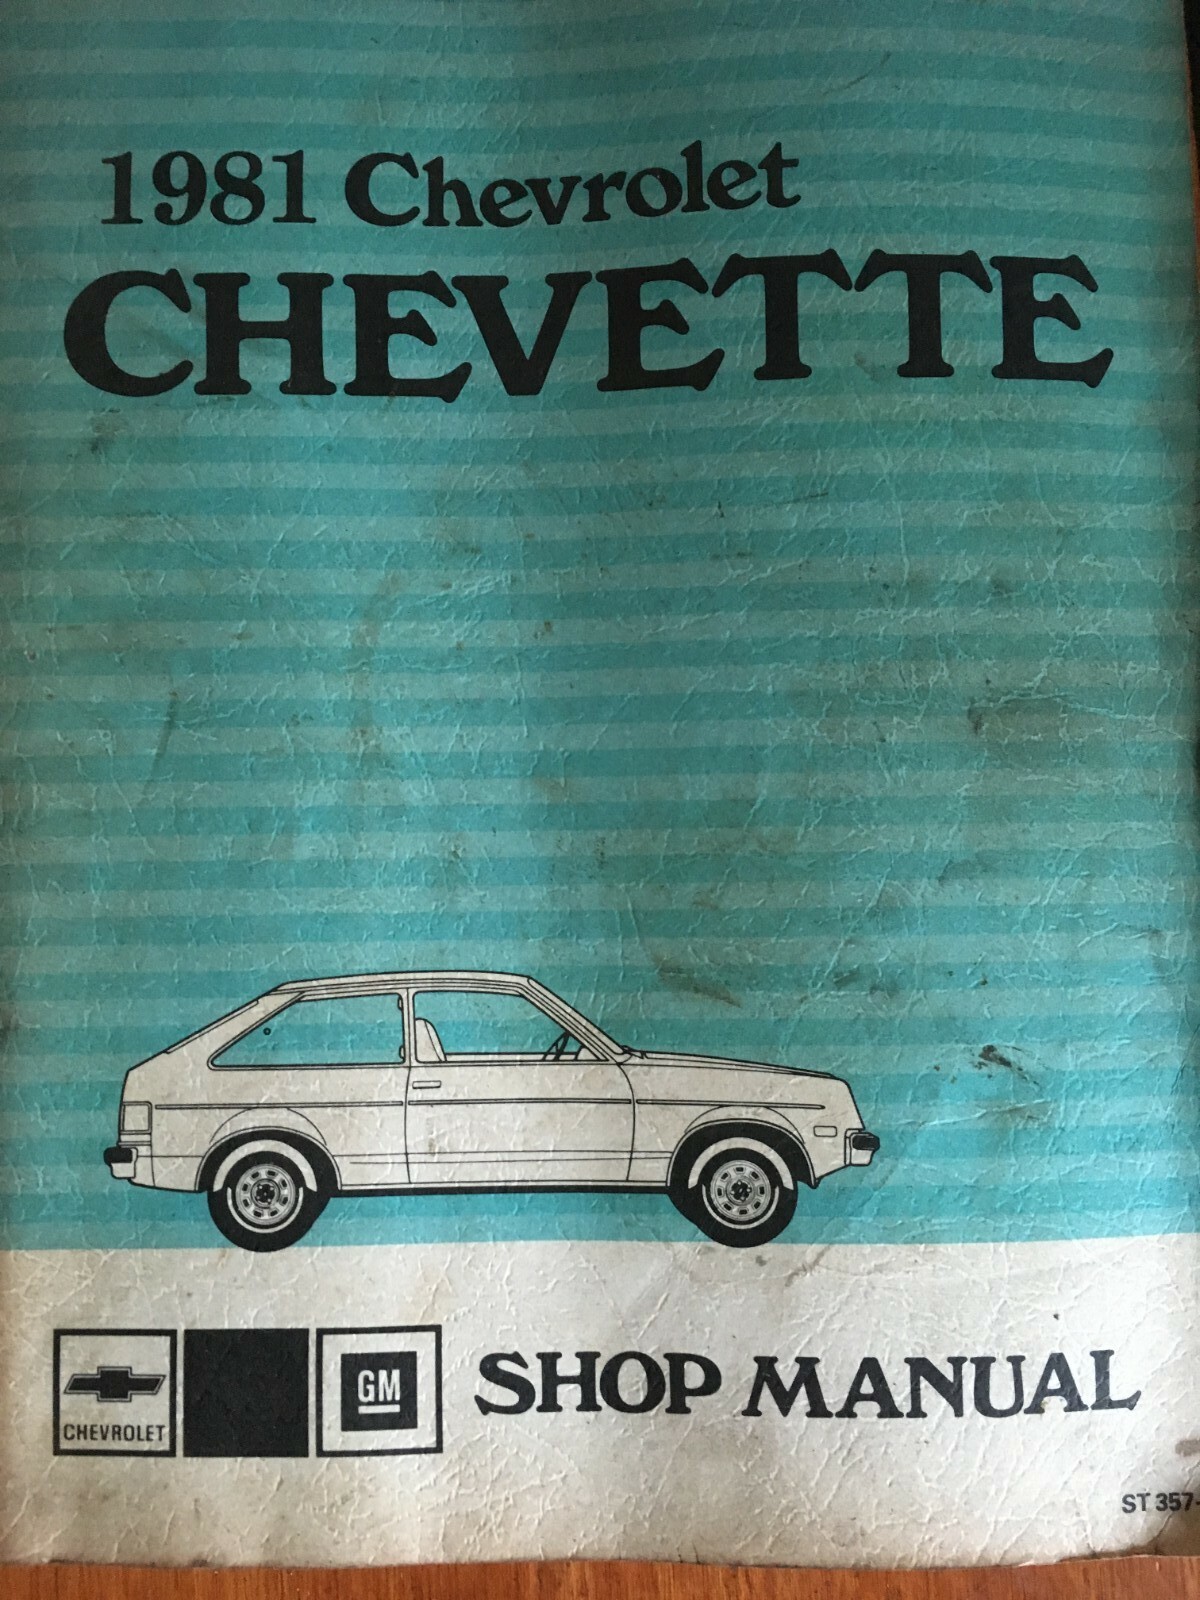 1981 Chevrolet
CHEVETTE
CHEVROLET
GM
SHOP MANUAL
ST 357-